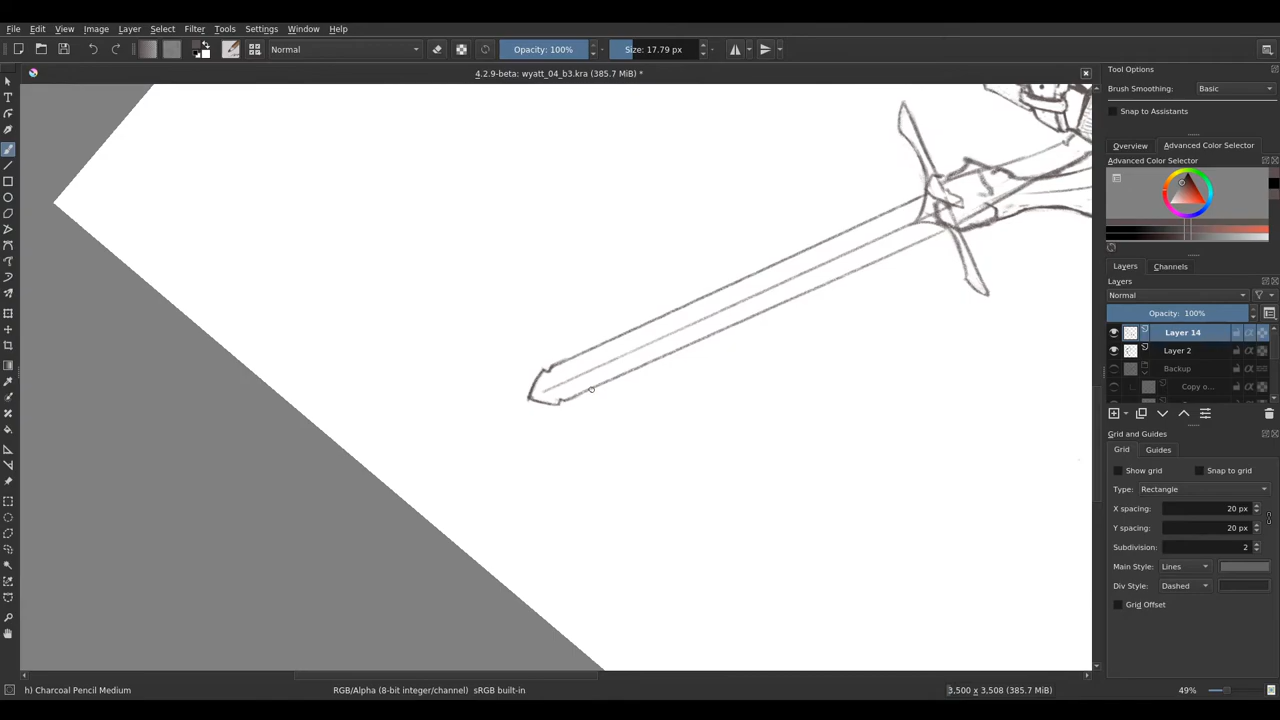 File Edit View Image Layer Select Filter Tools Settings Window Help
Normal Opacity: 100% Size: 17.79 px
4.2.9-beta: wyatt_04_b3.kra (385.7 MiB) *
Tool Options
Brush Smoothing: Basic
Snap to Assistants
Overview Advanced Color Selector
Advanced Color Selector
Layers Channels
Layers
Normal
Opacity: 100%
Layer 14
Layer 2
Backup
Copy o...
Grid and Guides
Grid Guides
Show grid Snap to grid
Type: Rectangle
X spacing: 20 px
Y spacing: 20 px
Subdivision: 2
Main Style: Lines
Div Style: Dashed
Grid Offset
h) Charcoal Pencil Medium RGB/Alpha (8-bit integer/channel) sRGB built-in 3,500 x 3,508 (385.7 MiB) 49%